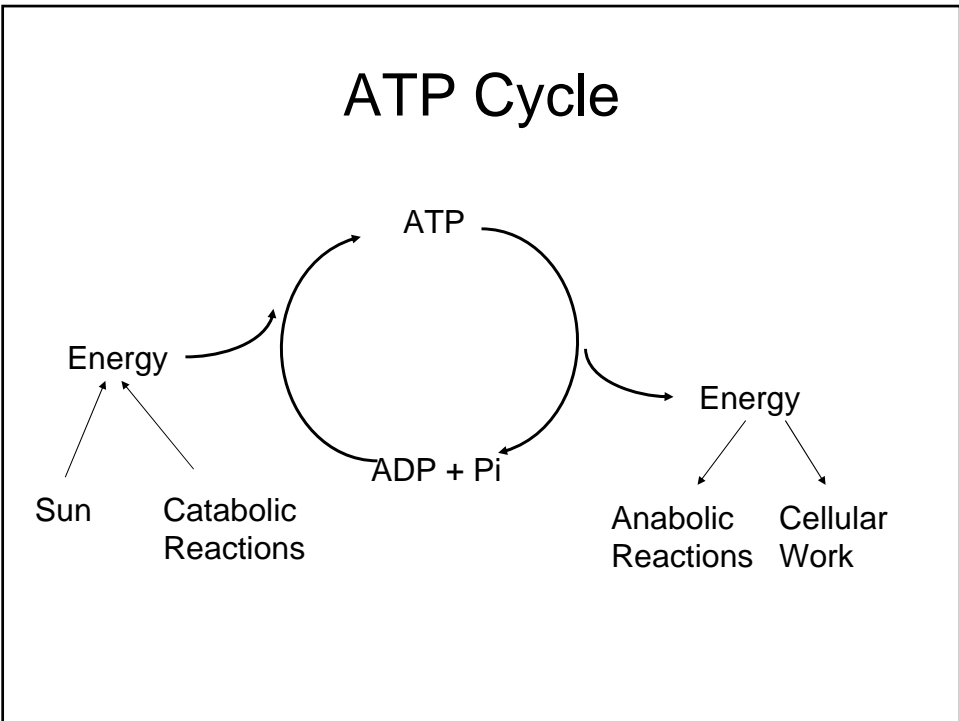 ATP Cycle
ATP
Energy
Energy
ADP + Pi
Sun
Catabolic
Reactions
Anabolic
Reactions
Cellular
Work